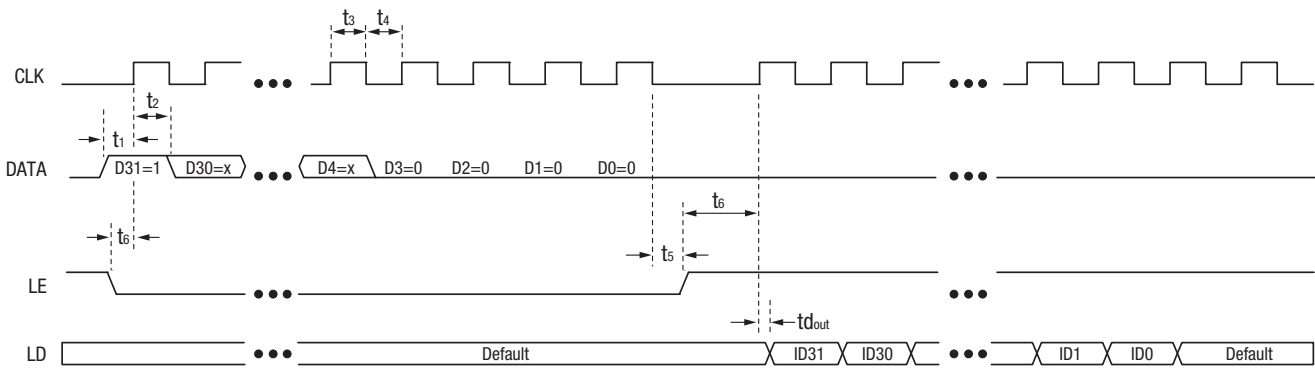 t3 t4
CLK
t2
t1
DATA D31=1 D30=x D4=x D3=0 D2=0 D1=0 D0=0
t6
t6
t5
LE
tdout
LD Default ID31 ID30 ID1 ID0 Default